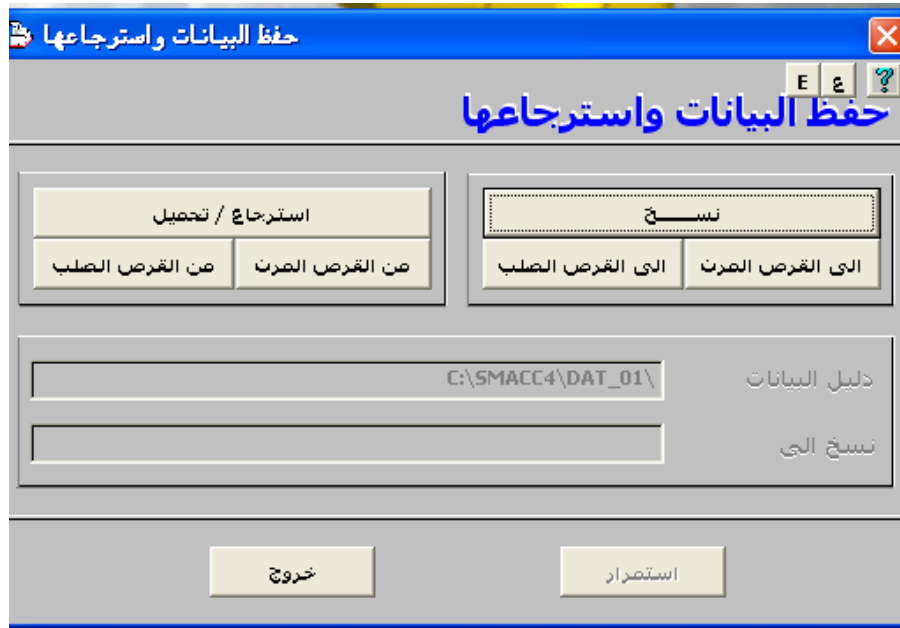 حفظ البيانات واسترجاعها
E ع ?
حفظ البيانات واسترجاعها
نســـخ
الى القرص المرن
الى القرص الصلب
استرجاع / تحميل
من القرص المرن
من القرص الصلب
دليل البيانات
C:\SMACC4\DAT_01\
نسخ الى
استمرار
خروج